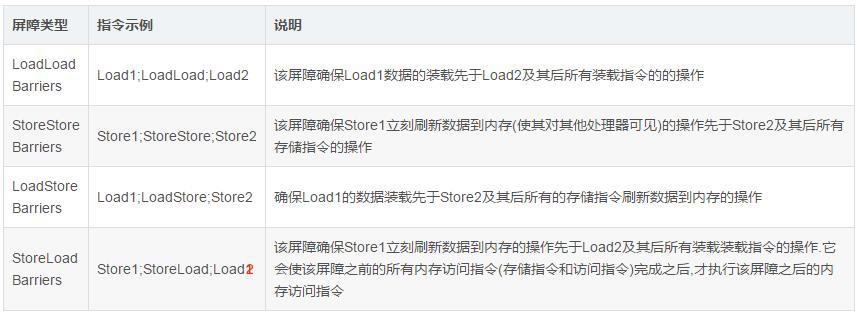 屏障类型 指令示例 说明
LoadLoad
Barriers
Load1;LoadLoad;Load2
该屏障确保Load1数据的装载先于Load2及其后所有装载指令的的操作
StoreStore
Barriers
Store1;StoreStore;Store2
该屏障确保Store1立刻刷新数据到内存(使其对其他处理器可见)的操作先于Store2及其后所有
存储指令的操作
LoadStore
Barriers
Load1;LoadStore;Store2
确保Load1的数据装载先于Store2及其后所有的存储指令刷新数据到内存的操作
StoreLoad
Barriers
Store1;StoreLoad;Load2
该屏障确保Store1立刻刷新数据到内存的操作先于Load2及其后所有装载装载指令的操作.它
会使该屏障之前的所有内存访问指令(存储指令和访问指令)完成之后,才执行该屏障之后的内
存访问指令